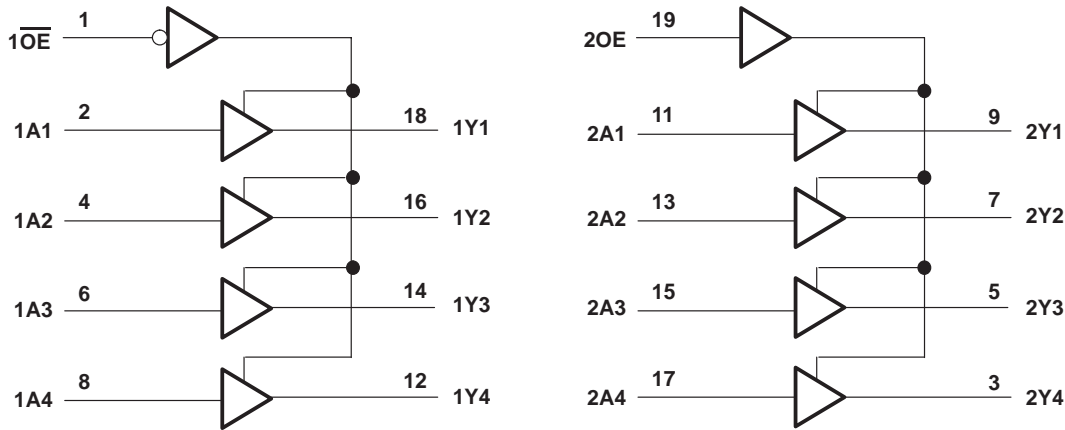 1O̅E̅ 1
1A1 2 18 1Y1
1A2 4 16 1Y2
1A3 6 14 1Y3
1A4 8 12 1Y4
2OE 19
2A1 11 9 2Y1
2A2 13 7 2Y2
2A3 15 5 2Y3
2A4 17 3 2Y4